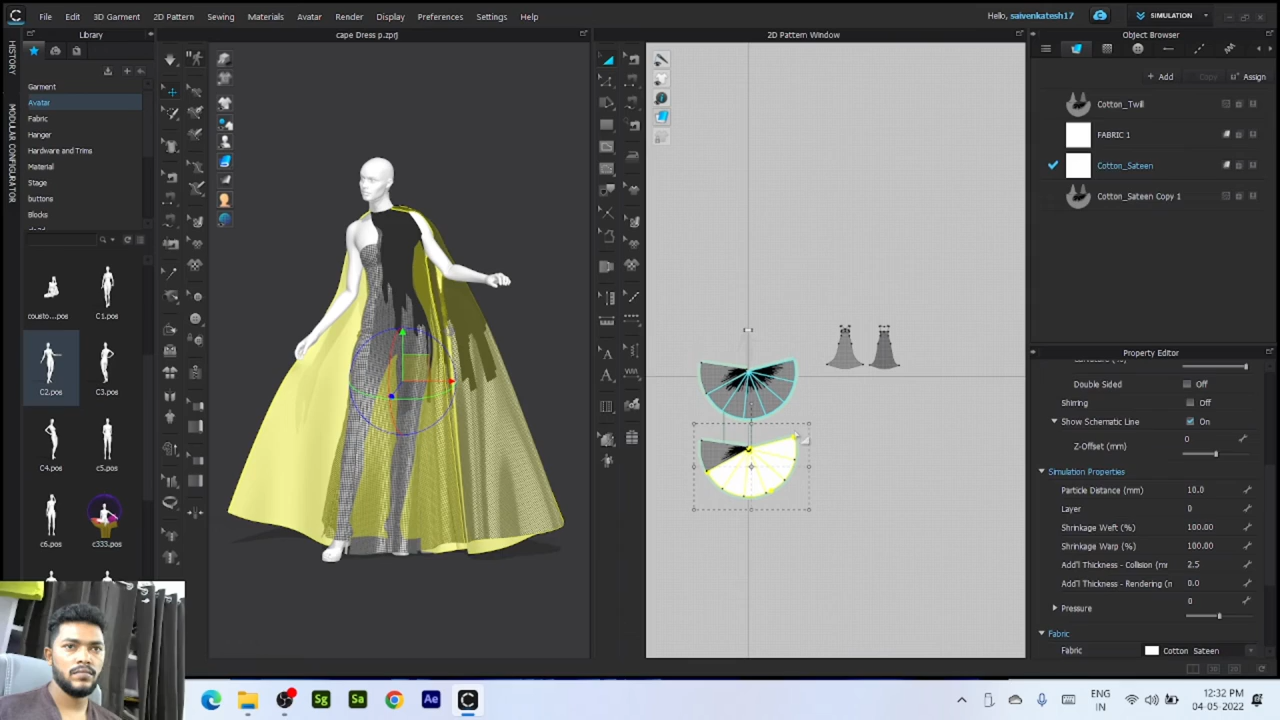 File Edit 3D Garment 2D Pattern Sewing Materials Avatar Render Display Preferences Settings Help
Hello, saivenkatesh17
SIMULATION
Library
cape Dress p.zprj
2D Pattern Window
Object Browser
HISTORY
MODULAR CONFIGURATOR
Garment
Avatar
Fabric
Hanger
Hardware and Trims
Material
Stage
buttons
Blocks
cousto...pos
C1.pos
C2.pos
C3.pos
C4.pos
C5.pos
c6.pos
c333.pos
+ Add
Copy
Assign
Cotton_Twill
FABRIC 1
Cotton_Sateen
Cotton_Sateen Copy 1
Property Editor
Double Sided Off
Shirring Off
Show Schematic Line On
Z-Offset (mm) 0
Simulation Properties
Particle Distance (mm) 10.0
Layer 0
Shrinkage Weft (%) 100.00
Shrinkage Warp (%) 100.00
Add'l Thickness - Collision (mr 2.5
Add'l Thickness - Rendering (n 0.0
Pressure 0
Fabric
Fabric Cotton Sateen
Sg
Sa
Ae
ENG
IN
12:32 PM
04-05-2022